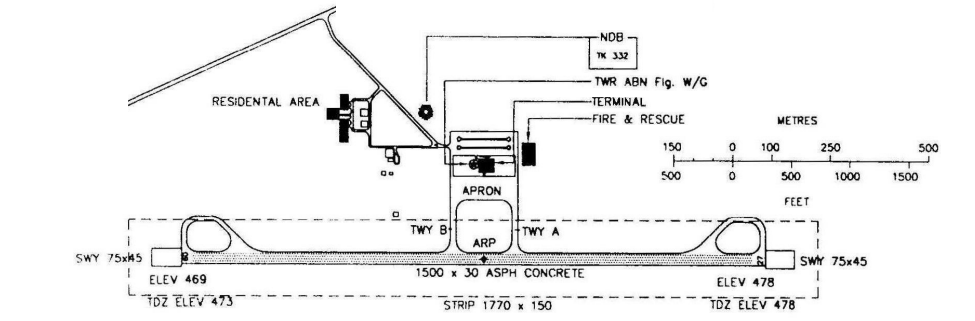 NDB
TK 332
TWR ABN Flg. W/G
RESIDENTAL AREA
TERMINAL
FIRE & RESCUE
METRES
150 0 100 250 500
500 0 500 1000 1500
FEET
APRON
TWY B
TWY A
ARP
SWY 75x45
27
SWY 75x45
1500 x 30 ASPH CONCRETE
ELEV 469
ELEV 478
TDZ ELEV 473
STRIP 1770 x 150
TDZ ELEV 478